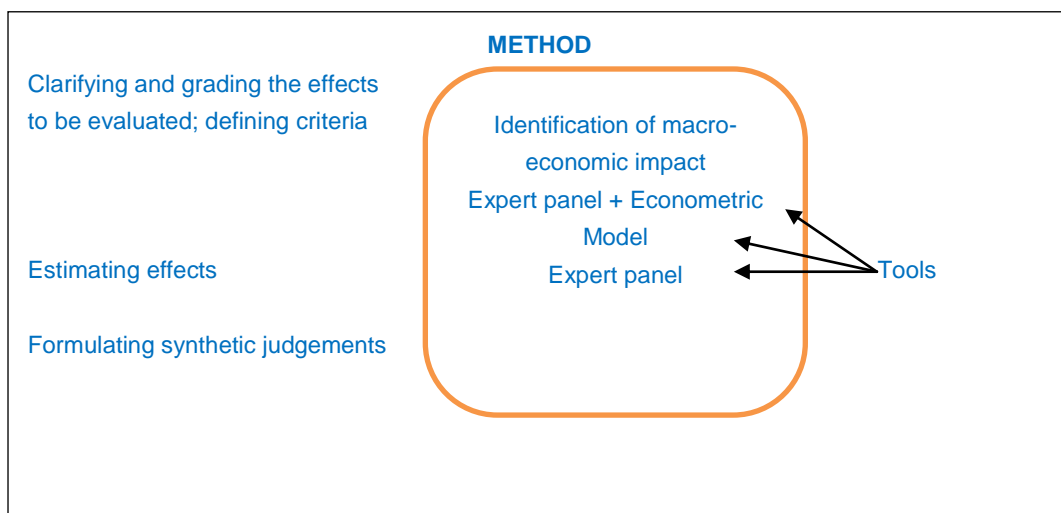 METHOD
Clarifying and grading the effects
to be evaluated; defining criteria
Identification of macro-
economic impact
Expert panel + Econometric
Model
Estimating effects
Expert panel
Tools
Formulating synthetic judgements